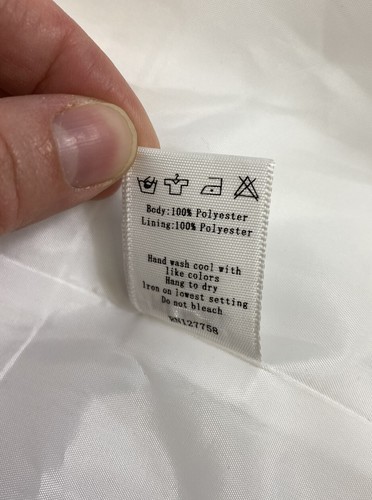 Body:100% Polyester
Lining:100% Polyester
Hand wash cool with
like colors
Hang to dry
Iron on lowest setting
Do not bleach
RN127758